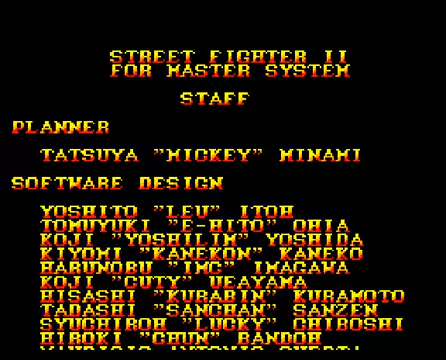 STREET FIGHTER II
FOR MASTER SYSTEM
STAFF
PLANNER
TATSUYA "MICKEY" MINAMI
SOFTWARE DESIGN
YOSHITO "LEU" ITOH
TOMUYUKI "E-HITO" OHIA
KOJI "YOSHILIM" YOSHIDA
KIYOMI "KANEKON" KANEKO
HARUNOBU "IMC" IMAGAWA
KOJI "CUTY" UEAYAMA
HISASHI "KURABIN" KURAMOTO
TADASHI "SANCHAN" SANZEN
SYUCHIROH "LUCKY" CHIBOSHI
HIROKI "CHUN" BANDOH